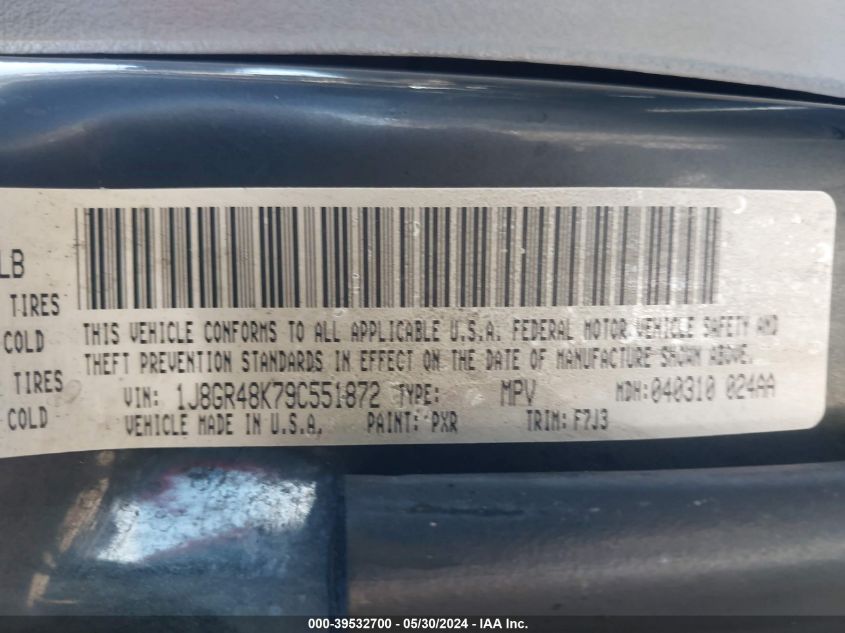 LB
TIRES
COLD
TIRES
COLD
THIS VEHICLE CONFORMS TO ALL APPLICABLE U.S.A. FEDERAL MOTOR VEHICLE SAFETY AND
THEFT PREVENTION STANDARDS IN EFFECT ON THE DATE OF MANUFACTURE SHOWN ABOVE.
VIN: 1J8GR48K79C551872 TYPE: MPV MDH:040310 024AA
VEHICLE MADE IN U.S.A. PAINT: PXR TRIM: F7J3
000-39532700 - 05/30/2024 - IAA Inc.